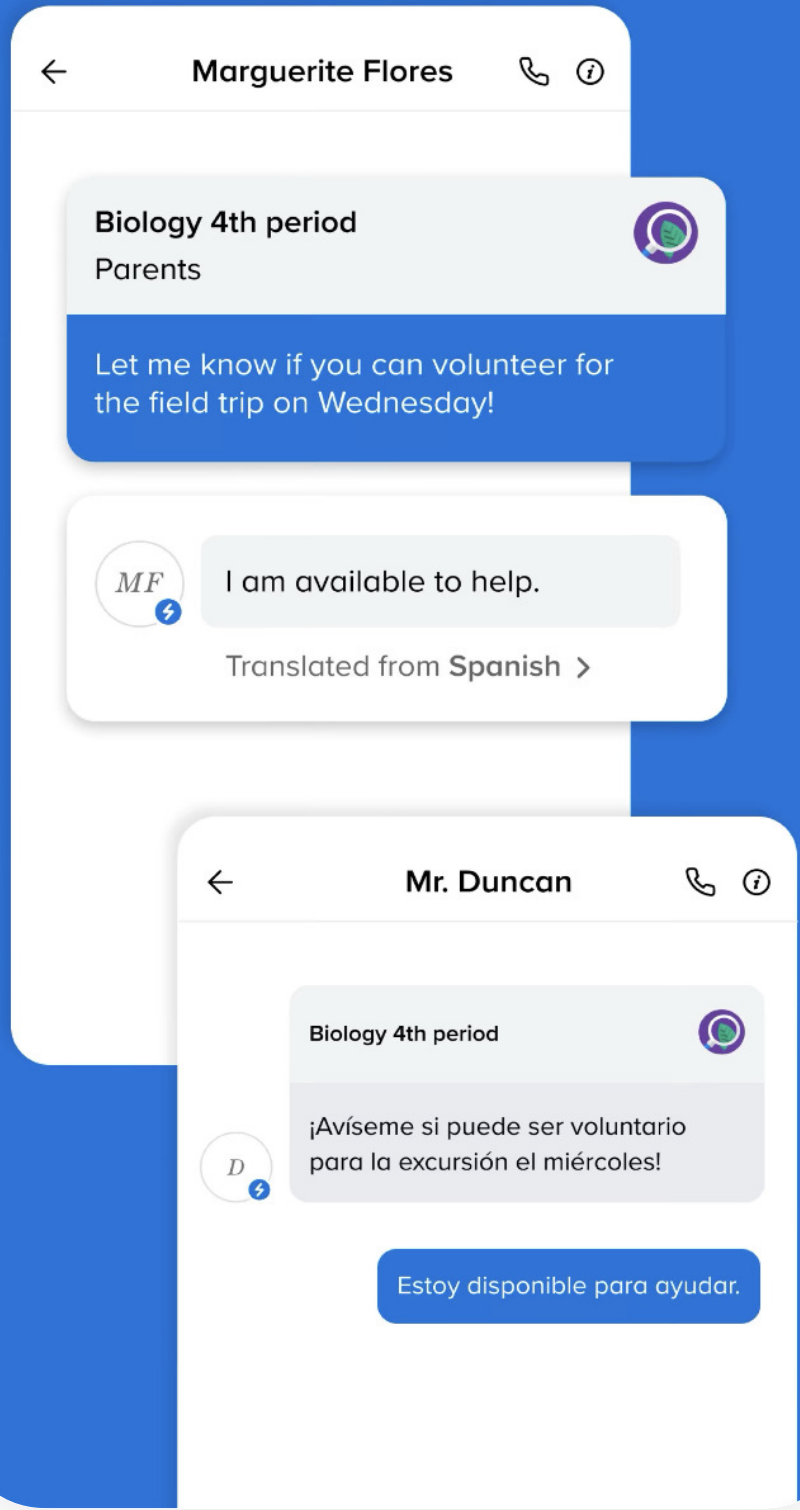 Marguerite Flores
Biology 4th period
Parents
Let me know if you can volunteer for
the field trip on Wednesday!
MF
I am available to help.
Translated from Spanish
Mr. Duncan
Biology 4th period
¡Avíseme si puede ser voluntario
para la excursión el miércoles!
D
Estoy disponible para ayudar.